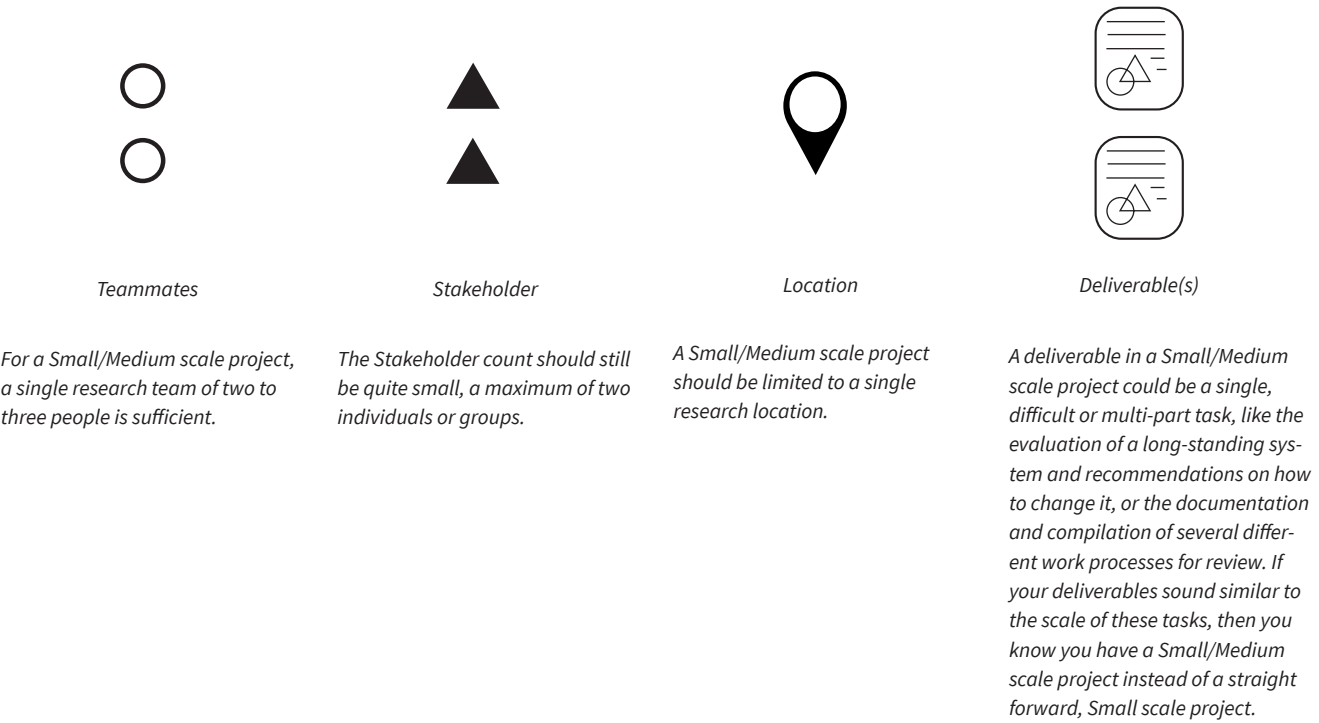 Teammates
For a Small/Medium scale project,
a single research team of two to
three people is sufficient.
Stakeholder
The Stakeholder count should still
be quite small, a maximum of two
individuals or groups.
Location
A Small/Medium scale project
should be limited to a single
research location.
Deliverable(s)
A deliverable in a Small/Medium
scale project could be a single,
difficult or multi-part task, like the
evaluation of a long-standing sys-
tem and recommendations on how
to change it, or the documentation
and compilation of several differ-
ent work processes for review. If
your deliverables sound similar to
the scale of these tasks, then you
know you have a Small/Medium
scale project instead of a straight
forward, Small scale project.